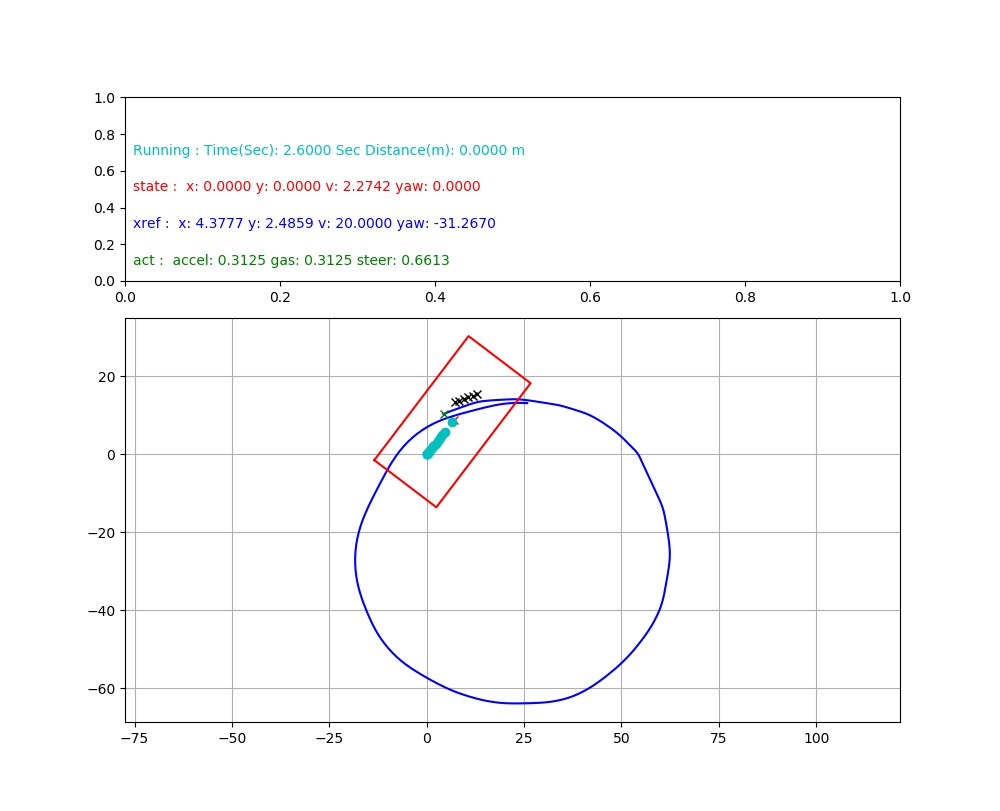 1.0
0.8
Running : Time(Sec): 2.6000 Sec Distance(m): 0.0000 m
0.6
state :  x: 0.0000 y: 0.0000 v: 2.2742 yaw: 0.0000
0.4
xref :  x: 4.3777 y: 2.4859 v: 20.0000 yaw: -31.2670
0.2
act :  accel: 0.3125 gas: 0.3125 steer: 0.6613
0.0
0.0 0.2 0.4 0.6 0.8 1.0
20
0
−20
−40
−60
−75 −50 −25 0 25 50 75 100